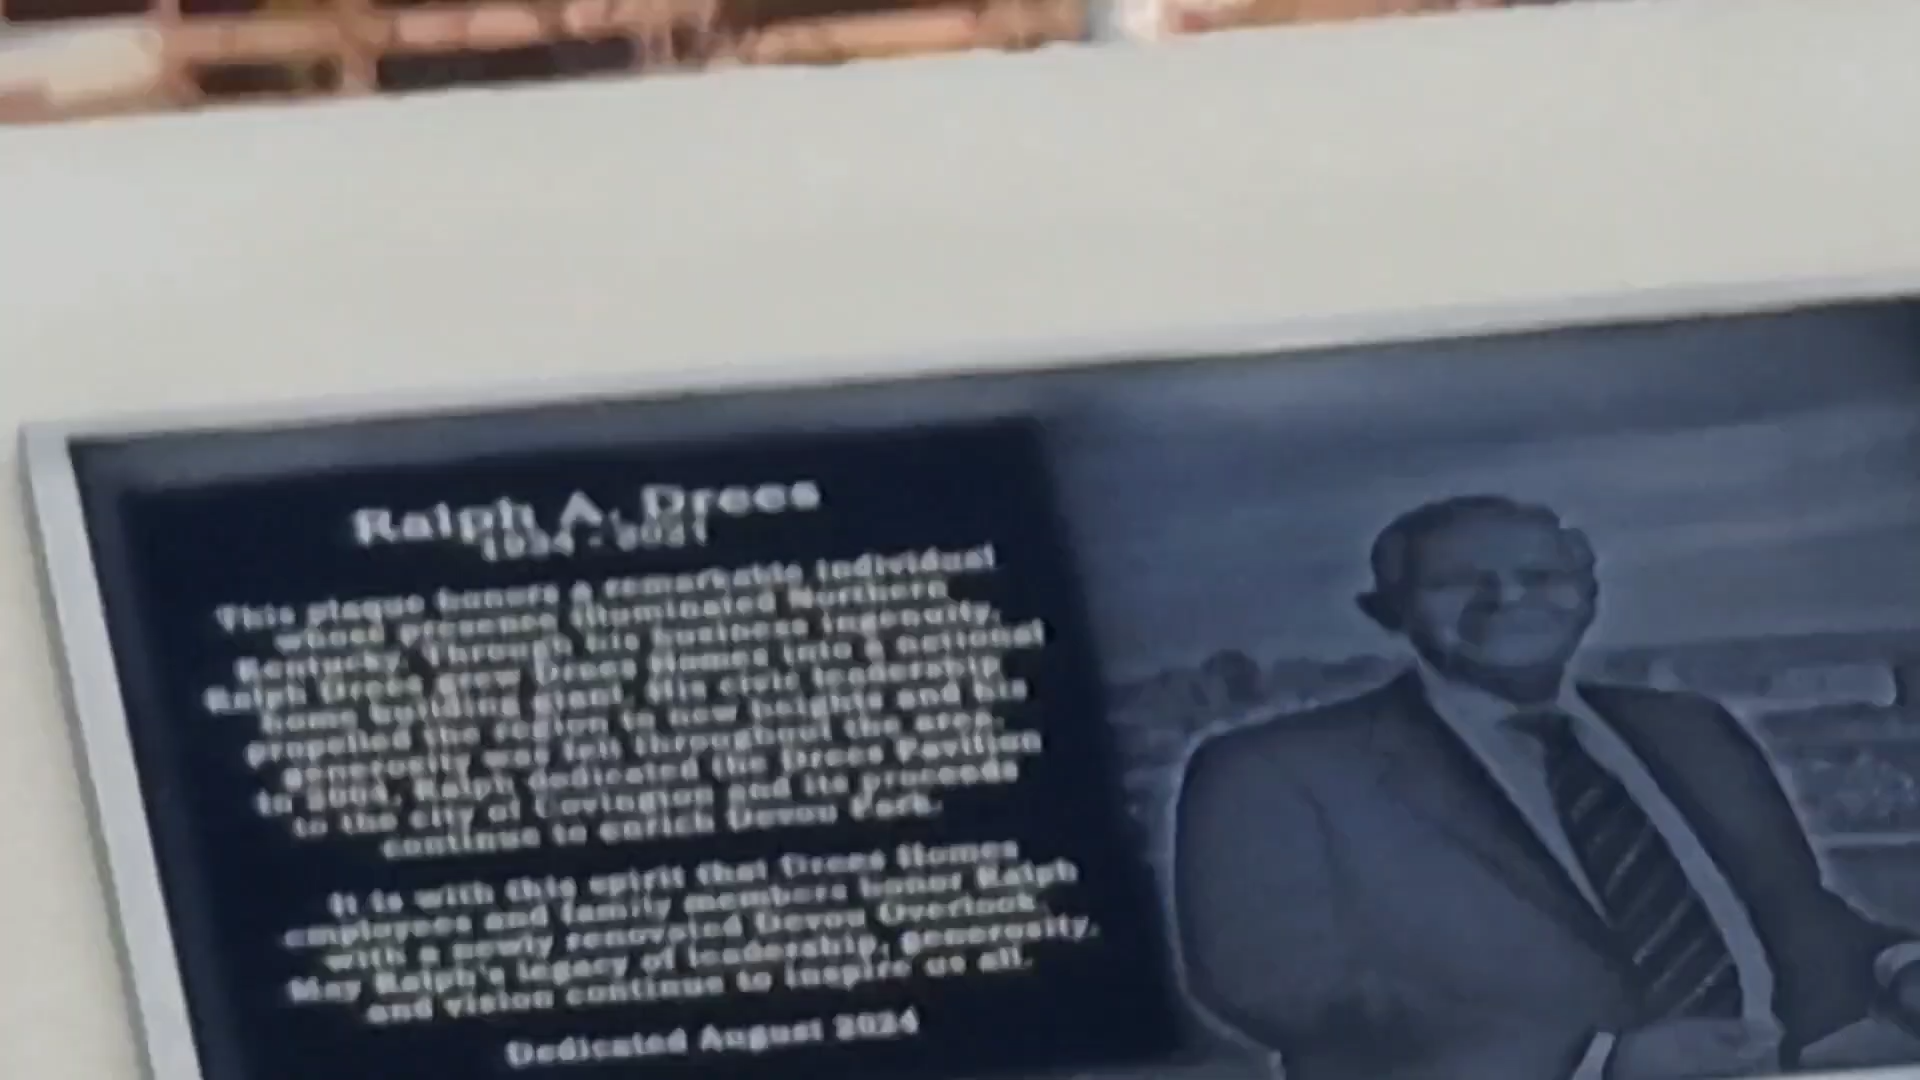 Ralph A. Drees
1934 - 2021
This plaque honors a remarkable individual
whose presence illuminated Northern
Kentucky. Through his business ingenuity,
Ralph Drees grew Drees Homes into a national
home building giant. His civic leadership
propelled the region to new heights and his
generosity was felt throughout the area.
In 2004, Ralph dedicated the Drees Pavilion
to the city of Covington and its proceeds
continue to enrich Devou Park.
It is with this spirit that Drees Homes
employees and family members honor Ralph
with a newly renovated Devou Overlook.
May Ralph's legacy of leadership, generosity,
and vision continue to inspire us all.
Dedicated August 2024